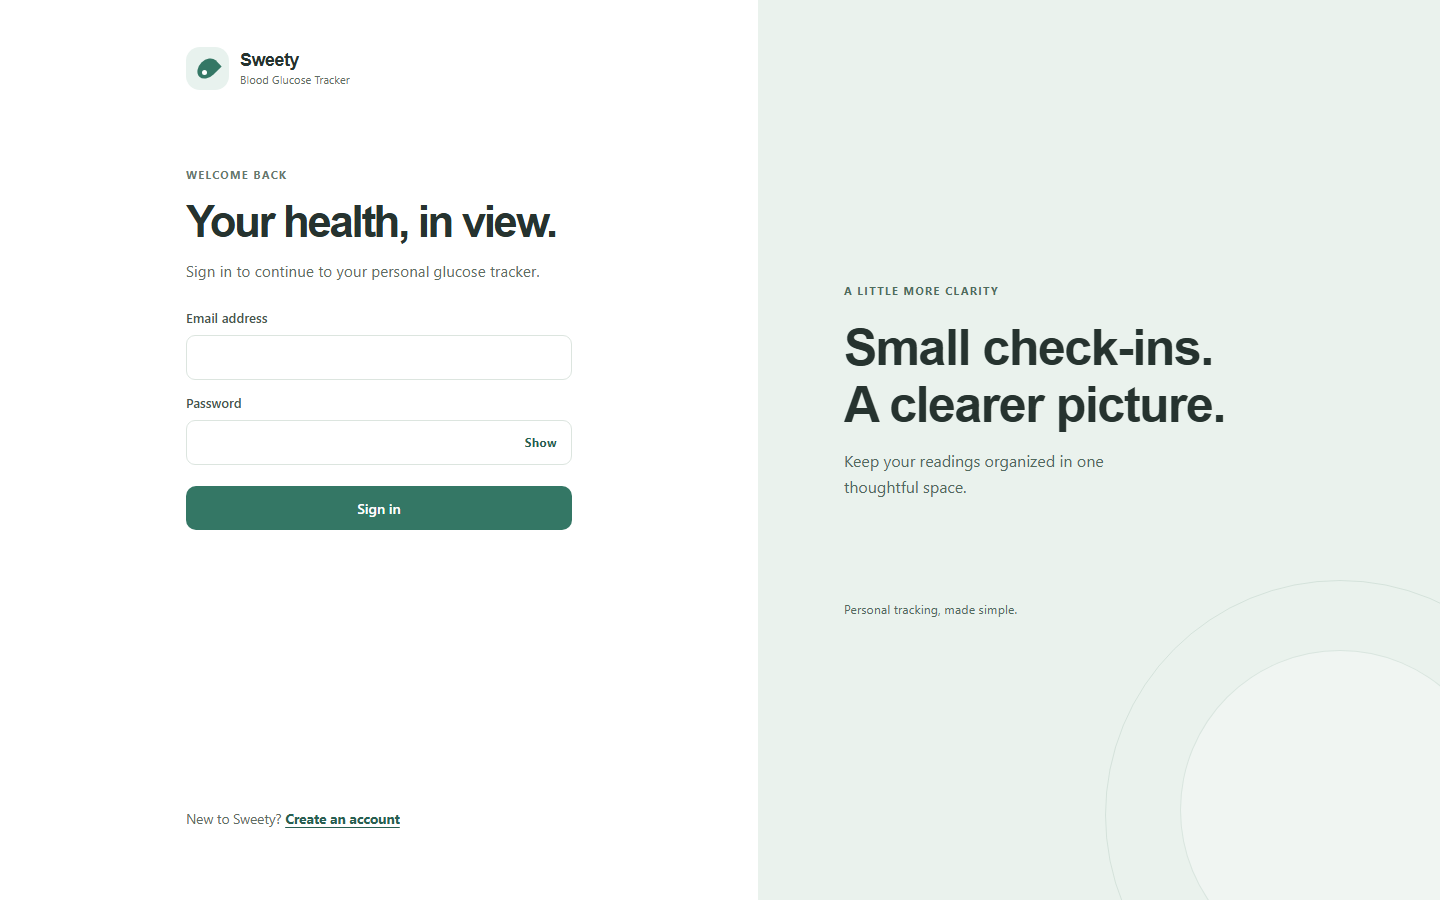 Sweety
Blood Glucose Tracker
WELCOME BACK
Your health, in view.
Sign in to continue to your personal glucose tracker.
Email address
Password
Show
Sign in
New to Sweety? Create an account
A LITTLE MORE CLARITY
Small check-ins.
A clearer picture.
Keep your readings organized in one
thoughtful space.
Personal tracking, made simple.